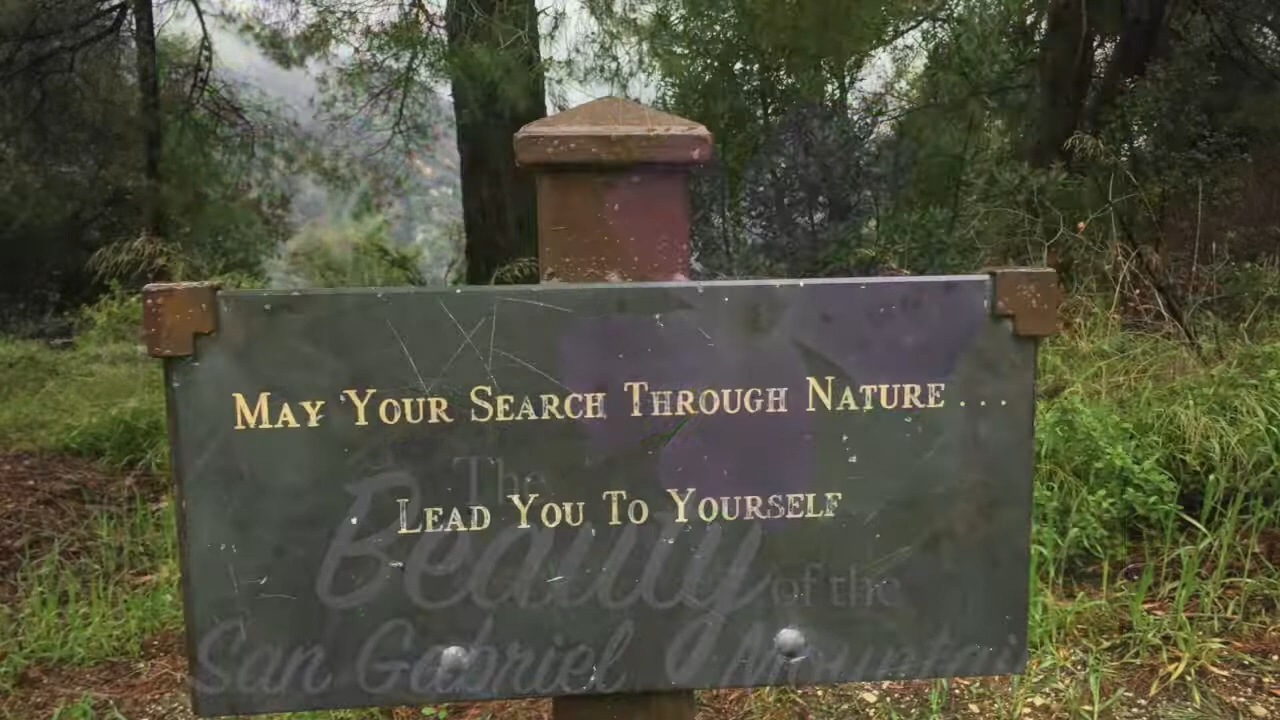 MAY YOUR SEARCH THROUGH NATURE . . .
LEAD YOU TO YOURSELF
The
Beauty
of the
San Gabriel Mountains